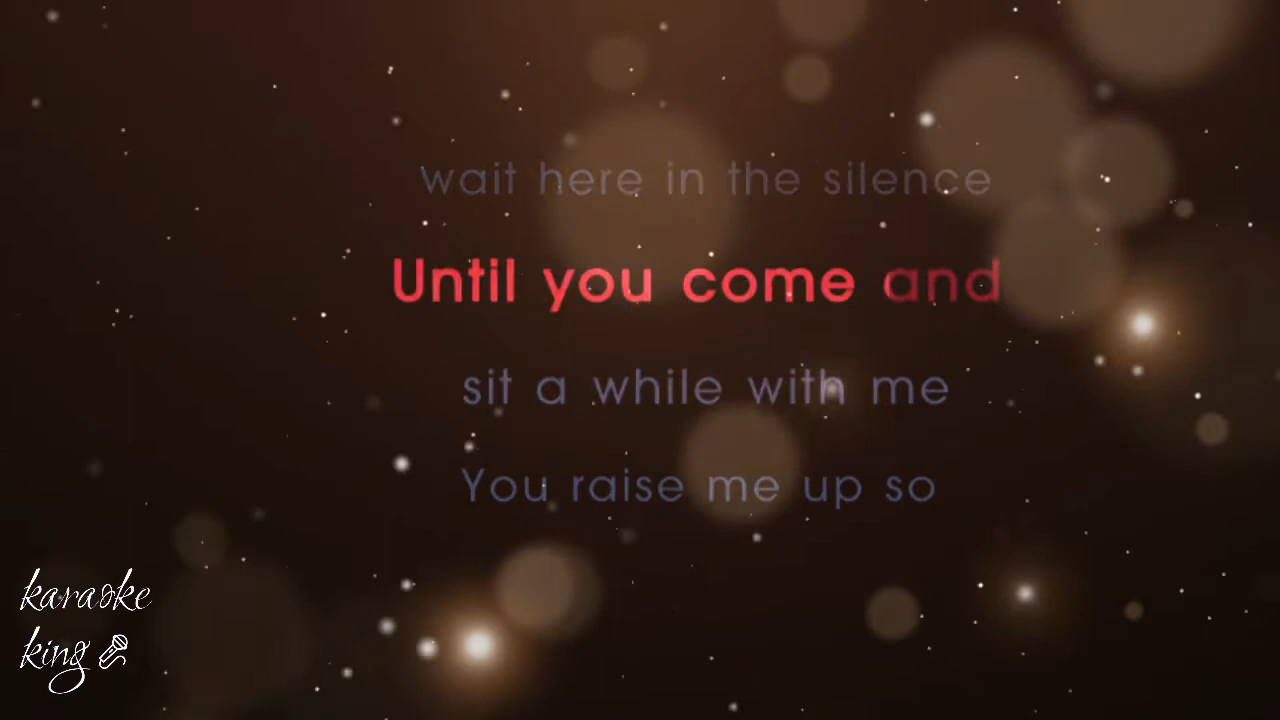 wait here in the silence
Until you come and
sit a while with me
You raise me up so
karaoke
king